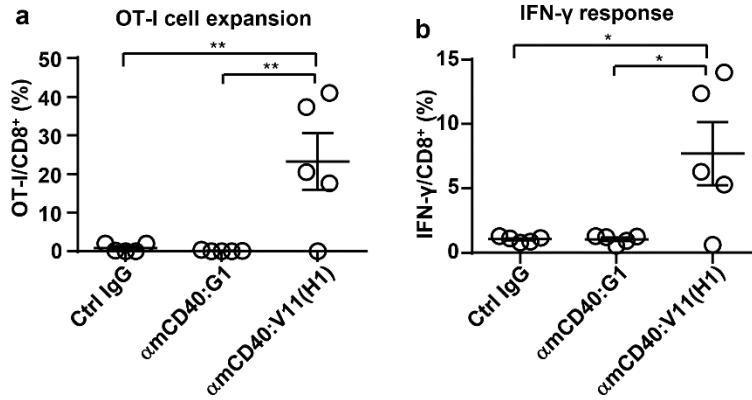 a
OT-I cell expansion
**
**
OT-I/CD8⁺ (%)
50
40
30
20
10
0
Ctrl IgG
αmCD40:G1
αmCD40:V11(H1)
b
IFN-γ response
*
*
IFN-γ/CD8⁺ (%)
15
10
5
0
Ctrl IgG
αmCD40:G1
αmCD40:V11(H1)